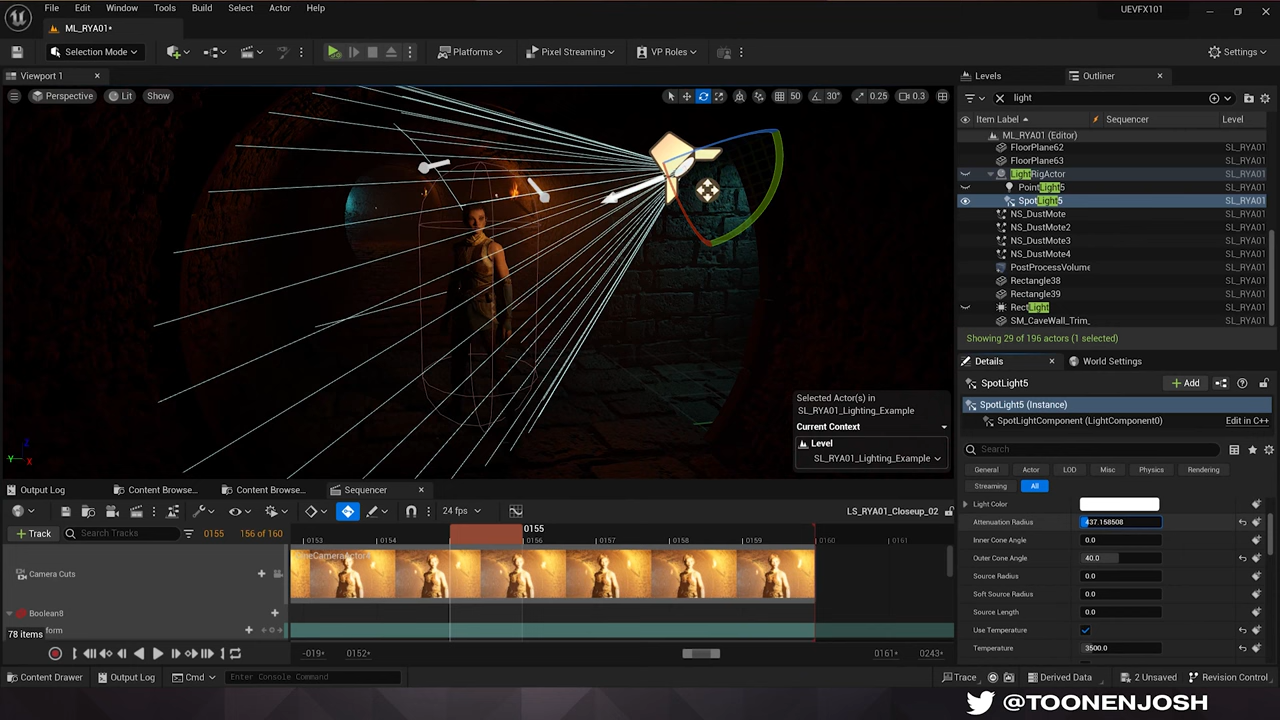 File Edit Window Tools Build Select Actor Help
UEVFX101
ML_RYA01*
Selection Mode
Platforms
Pixel Streaming
VP Roles
Settings
Viewport 1
Levels
Outliner
Perspective
Lit
Show
50
30°
0.25
0.3
light
Item Label
Sequencer
Level
ML_RYA01 (Editor)
FloorPlane62 SL_RYA01
FloorPlane63 SL_RYA01
LightRigActor SL_RYA01
PointLight5 SL_RYA01
SpotLight5 SL_RYA01
NS_DustMote SL_RYA01
NS_DustMote2 SL_RYA01
NS_DustMote3 SL_RYA01
NS_DustMote4 SL_RYA01
PostProcessVolume SL_RYA01
Rectangle38 SL_RYA01
Rectangle39 SL_RYA01
RectLight SL_RYA01
SM_CaveWall_Trim_ SL_RYA01
Showing 29 of 196 actors (1 selected)
Details
World Settings
SpotLight5
Add
SpotLight5 (Instance)
SpotLightComponent (LightComponent0) Edit in C++
Search
General Actor LOD Misc Physics Rendering
Streaming All
Light Color
Attenuation Radius 437.158508
Inner Cone Angle 0.0
Outer Cone Angle 40.0
Source Radius 0.0
Soft Source Radius 0.0
Source Length 0.0
Use Temperature
Temperature 3500.0
Selected Actor(s) in
SL_RYA01_Lighting_Example
Current Context
Level
SL_RYA01_Lighting_Example
Z
Y
X
Output Log
Content Browse...
Content Browse...
Sequencer
24 fps
LS_RYA01_Closeup_02
Track
Search Tracks
0155
156 of 160
0155
0153 0154 0156 0157 0158 0159 0160 0161
Camera Cuts
Boolean8
78 items
form
-019+ 0152+ 0161+ 0243+
Content Drawer
Output Log
Cmd
Enter Console Command
Trace
Derived Data
2 Unsaved
Revision Control
@TOONENJOSH